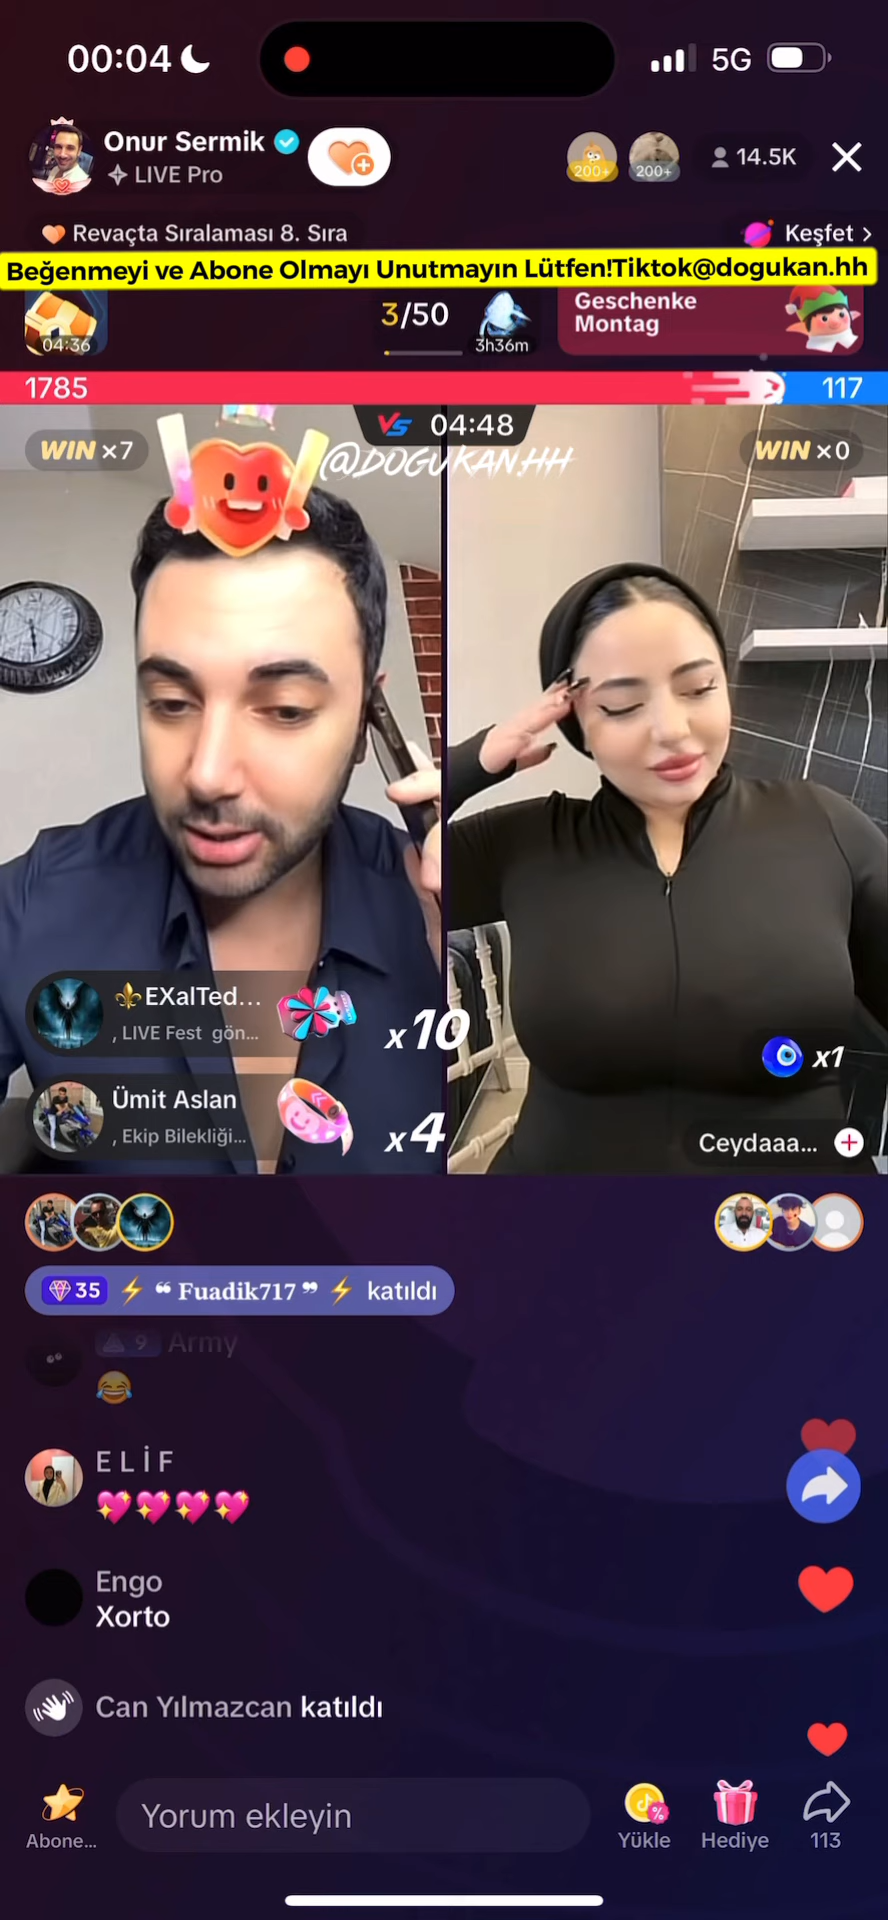 00:04
5G
Onur Sermik
LIVE Pro
200+
200+
14.5K
Revaçta Sıralaması 8. Sıra
Keşfet >
Beğenmeyi ve Abone Olmayı Unutmayın Lütfen!Tiktok@dogukan.hh
04:36
3/50
3h36m
Geschenke
Montag
1785
117
WIN x7
VS 04:48
WIN x0
@DOGUKAN.HH
EXalTed...
, LIVE Fest gön...
x10
Ümit Aslan
, Ekip Bilekliği...
x4
x1
Ceydaaa...
35 ⚡ ❝ Fuadik717 ❞ ⚡ katıldı
9 Army
😂
E L İ F
💖💖💖💖
Engo
Xorto
Can Yılmazcan katıldı
Abone...
Yorum ekleyin
Yükle
Hediye
113